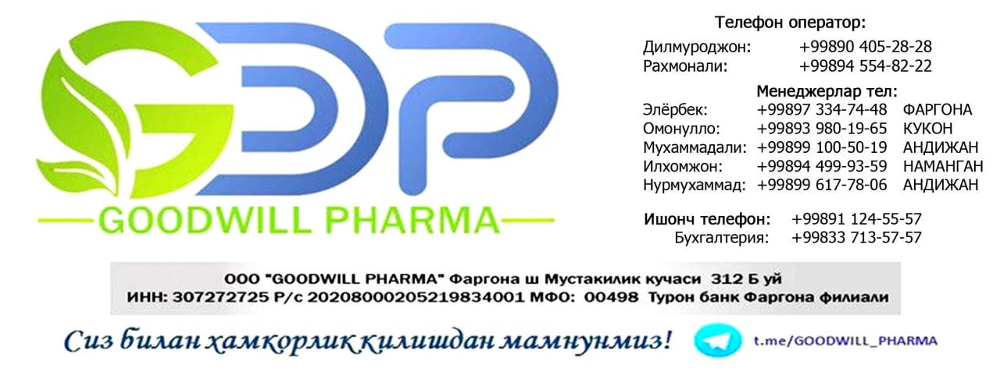 GDP
GOODWILL PHARMA
Телефон оператор:
Дилмуроджон: +99890 405-28-28
Рахмонали: +99894 554-82-22
Менеджерлар тел:
Элёрбек: +99897 334-74-48 ФАРГОНА
Омонулло: +99893 980-19-65 КУКОН
Мухаммадали: +99899 100-50-19 АНДИЖАН
Илхомжон: +99894 499-93-59 НАМАНГАН
Нурмухаммад: +99899 617-78-06 АНДИЖАН
Ишонч телефон: +99891 124-55-57
Бухгалтерия: +99833 713-57-57
ООО "GOODWILL PHARMA" Фаргона ш Мустакилик кучаси 312 Б уй
ИНН: 307272725 Р/с 20208000205219834001 МФО: 00498 Турон банк Фаргона филиали
Сиз билан ҳамқорлиқ қилишдан мамнунмиз!
t.me/GOODWILL_PHARMA